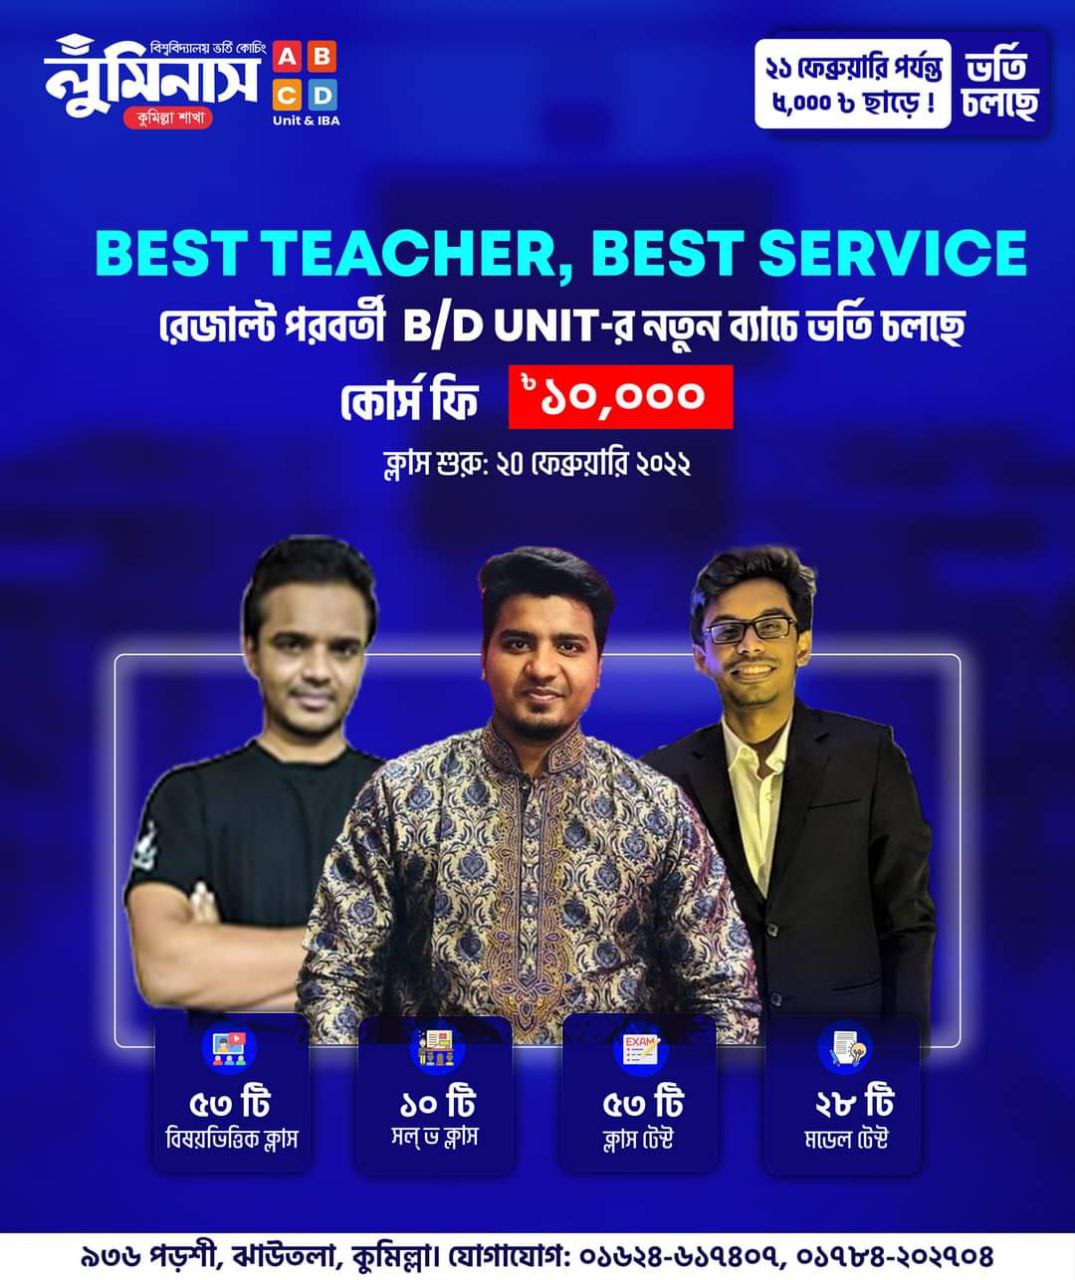 বিশ্ববিদ্যালয় ভর্তি কোচিং
লুঁমিনাস
কুমিল্লা শাখা
A B
C D
Unit & IBA
২১ ফেব্রুয়ারি পর্যন্ত
৫,০০০ ৳ ছাড়ে !
ভর্তি
চলছে
BEST TEACHER, BEST SERVICE
রেজাল্ট পরবর্তী B/D UNIT-র নতুন ব্যাচে ভর্তি চলছে
কোর্স ফি ৳১০,০০০
ক্লাস শুরু: ২০ ফেব্রুয়ারি ২০২২
EXAM
৫৩ টি
বিষয়ভিত্তিক ক্লাস
১০ টি
সল্ ভ ক্লাস
৫৩ টি
ক্লাস টেস্ট
২৮ টি
মডেল টেস্ট
৯৩৬ পড়শী, ঝাউতলা, কুমিল্লা। যোগাযোগ: ০১৬২৪-৬১৭৪০৭, ০১৭৮৪-২০২৭০৪